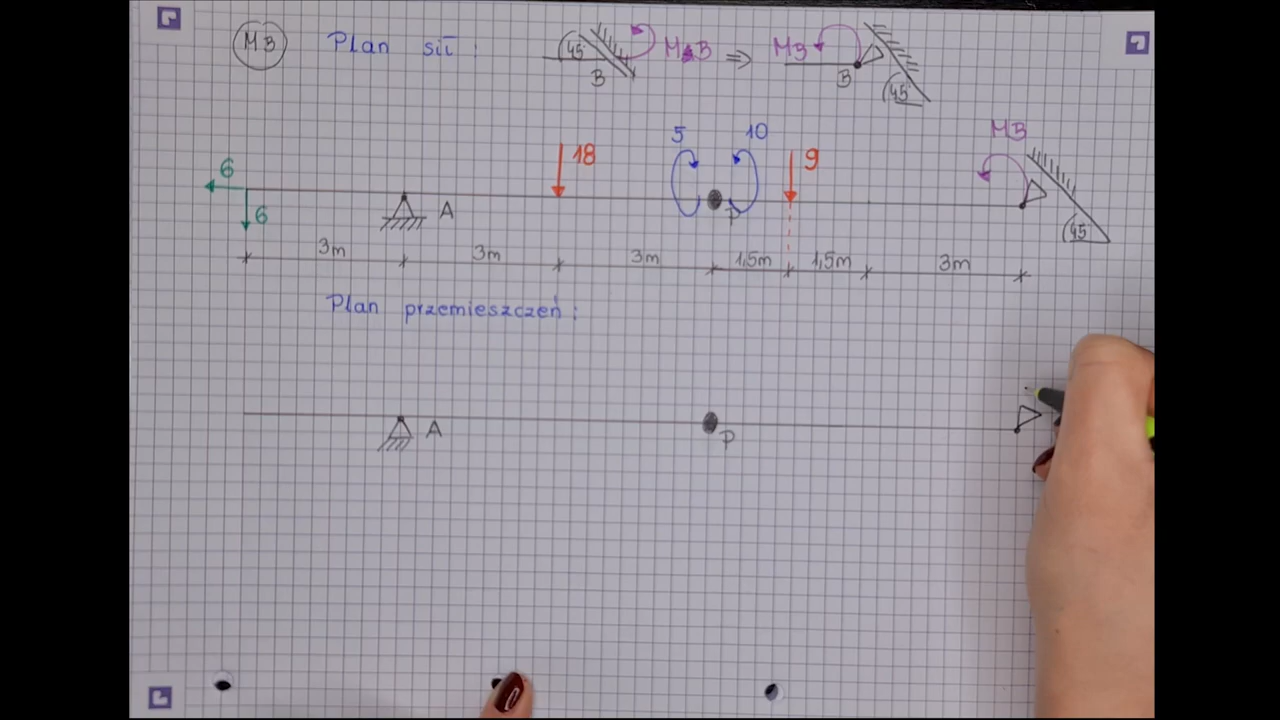 MB Plan sił : 45° B MB => MB B 45°
6 6 A 18 5 10 P 9 MB 45°
3m 3m 3m 1,5m 1,5m 3m
Plan przemieszczeń :
A P